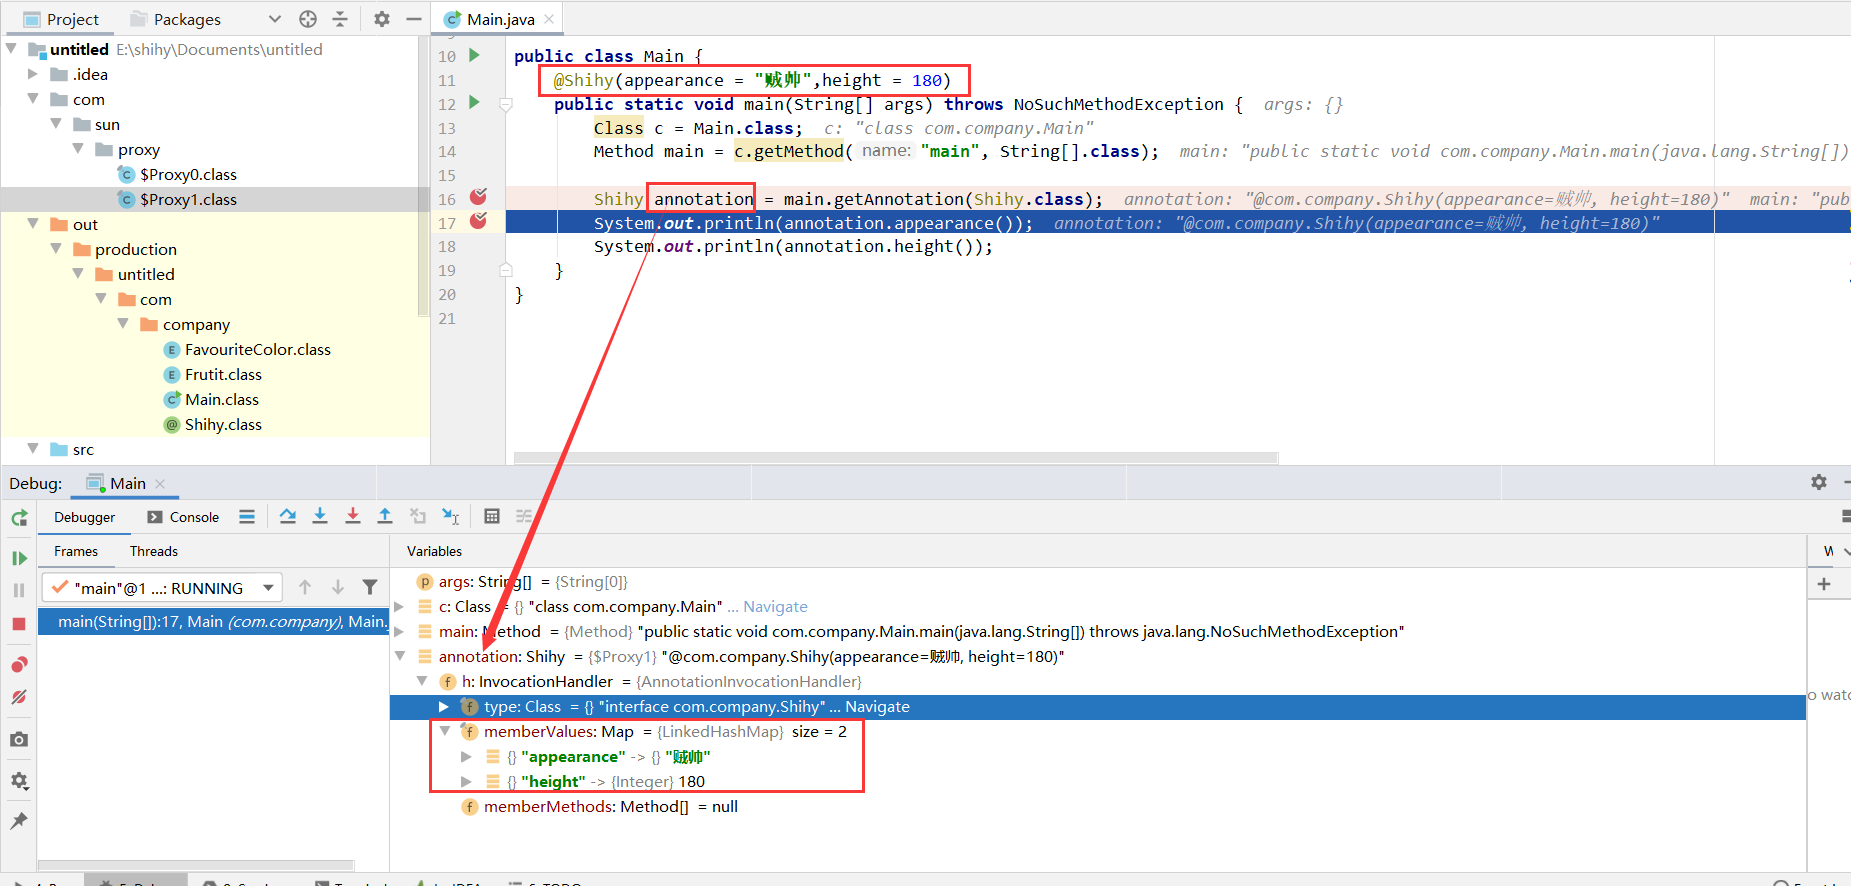 Project Packages
Main.java
untitled E:\shihy\Documents\untitled
.idea
com
sun
proxy
$Proxy0.class
$Proxy1.class
out
production
untitled
com
company
FavouriteColor.class
Frutit.class
Main.class
Shihy.class
src
10 public class Main {
11 @Shihy(appearance = "贼帅",height = 180)
12 public static void main(String[] args) throws NoSuchMethodException { args: {}
13 Class c = Main.class; c: "class com.company.Main"
14 Method main = c.getMethod( name: "main", String[].class); main: "public static void com.company.Main.main(java.lang.String[])
15
16 Shihy annotation = main.getAnnotation(Shihy.class); annotation: "@com.company.Shihy(appearance=贼帅, height=180)" main: "pub
17 System.out.println(annotation.appearance()); annotation: "@com.company.Shihy(appearance=贼帅, height=180)"
18 System.out.println(annotation.height());
19 }
20 }
21
Debug: Main
Debugger Console
Frames Threads
"main"@1 ...: RUNNING
main(String[]):17, Main (com.company), Main.
Variables
args: String[] = {String[0]}
c: Class = {} "class com.company.Main" ... Navigate
main: Method = {Method} "public static void com.company.Main.main(java.lang.String[]) throws java.lang.NoSuchMethodException"
annotation: Shihy = {$Proxy1} "@com.company.Shihy(appearance=贼帅, height=180)"
h: InvocationHandler = {AnnotationInvocationHandler}
type: Class = {} "interface com.company.Shihy" ... Navigate
memberValues: Map = {LinkedHashMap} size = 2
{} "appearance" -> {} "贼帅"
{} "height" -> {Integer} 180
memberMethods: Method[] = null
W
o watc